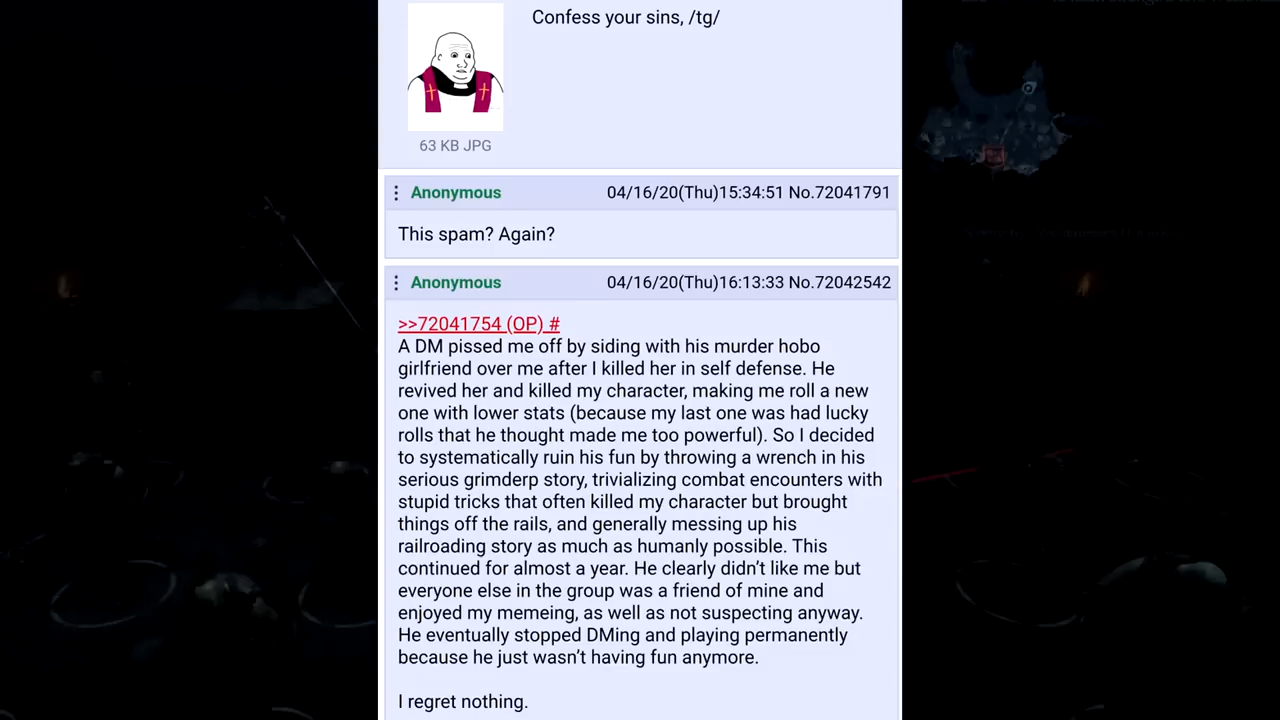 Confess your sins, /tg/
63 KB JPG
Anonymous 04/16/20(Thu)15:34:51 No.72041791
This spam? Again?
Anonymous 04/16/20(Thu)16:13:33 No.72042542
>>72041754 (OP) #
A DM pissed me off by siding with his murder hobo
girlfriend over me after I killed her in self defense. He
revived her and killed my character, making me roll a new
one with lower stats (because my last one was had lucky
rolls that he thought made me too powerful). So I decided
to systematically ruin his fun by throwing a wrench in his
serious grimderp story, trivializing combat encounters with
stupid tricks that often killed my character but brought
things off the rails, and generally messing up his
railroading story as much as humanly possible. This
continued for almost a year. He clearly didn’t like me but
everyone else in the group was a friend of mine and
enjoyed my memeing, as well as not suspecting anyway.
He eventually stopped DMing and playing permanently
because he just wasn’t having fun anymore.
I regret nothing.